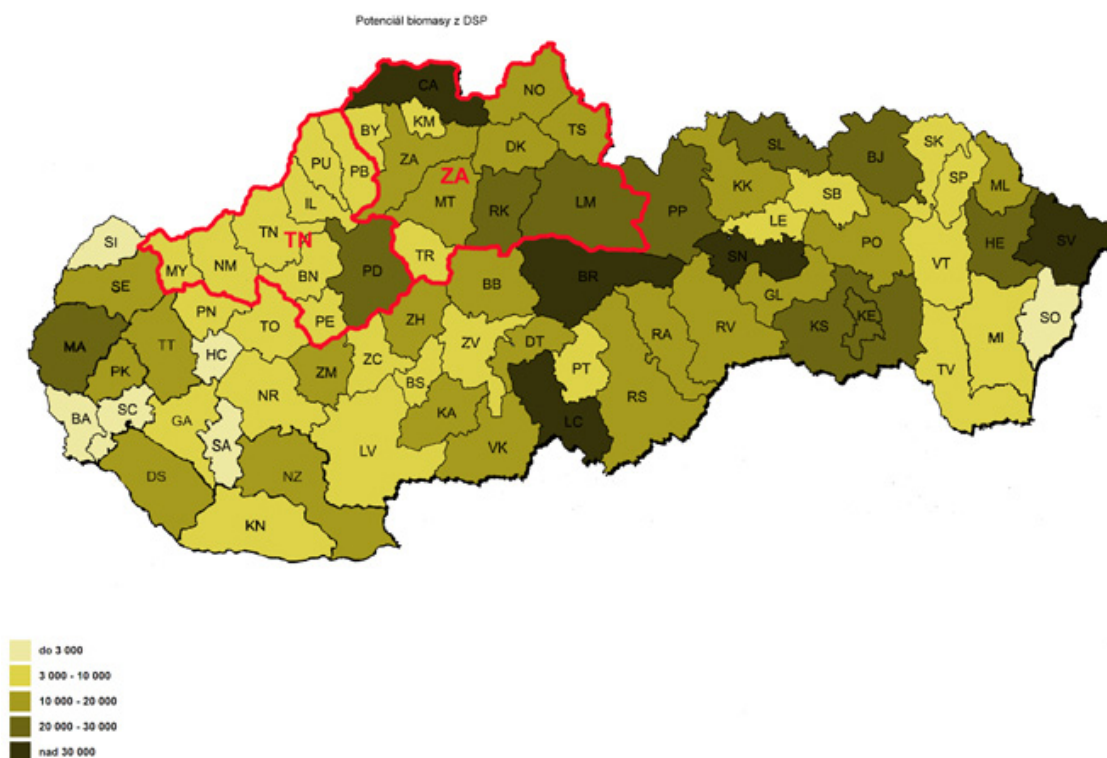 Potenciál biomasy z DSP
CA
NO
BY
KM
TS
ZA
DK
PU
PB
ZA
SL
BJ
SK
SP
ML
KK
IL
MT
RK
LM
PP
SB
LE
TN
TN
SI
PO
HE
SV
TR
MY
NM
BN
PD
SN
VT
BR
SE
BB
GL
PN
TO
PE
ZH
KS
KE
SO
MA
TT
HC
RA
RV
MI
ZV
DT
PK
ZM
ZC
PT
TV
BS
NR
RS
BA
SC
GA
KA
LC
SA
LV
VK
DS
NZ
KN
do 3 000
3 000 - 10 000
10 000 - 20 000
20 000 - 30 000
nad 30 000